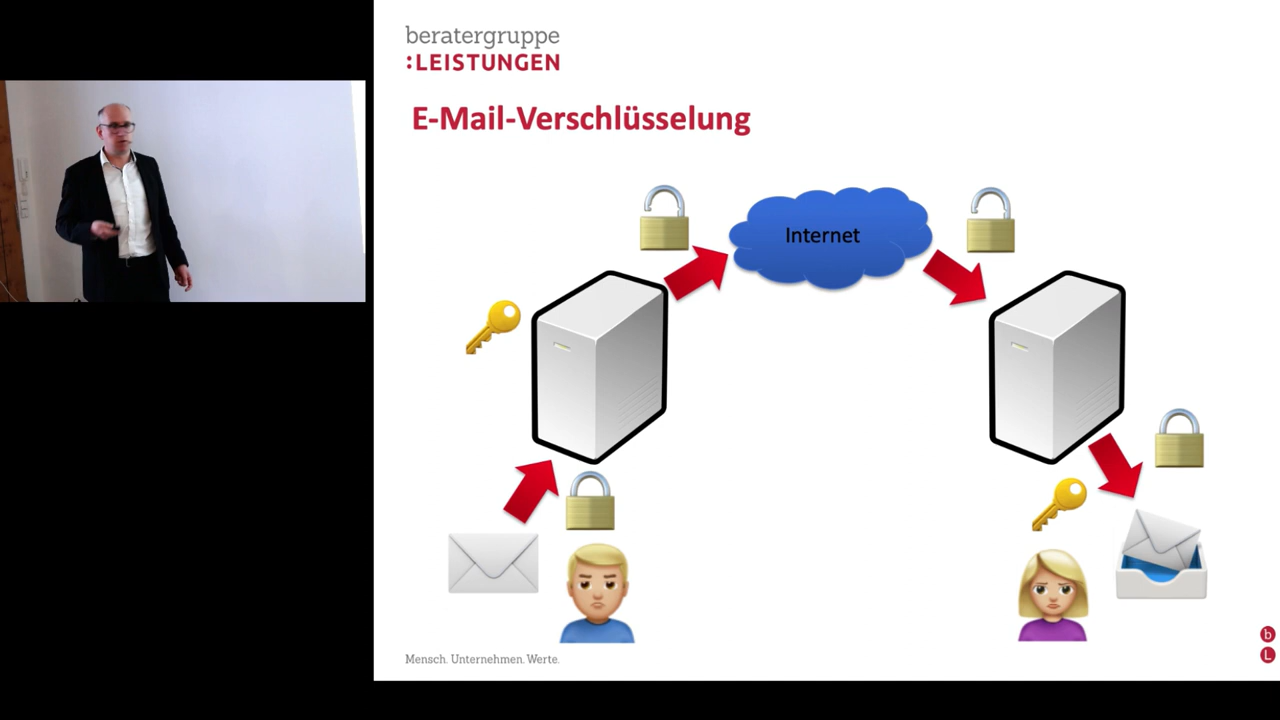 beratergruppe
:LEISTUNGEN
E-Mail-Verschlüsselung
Internet
Mensch. Unternehmen. Werte.
b
L